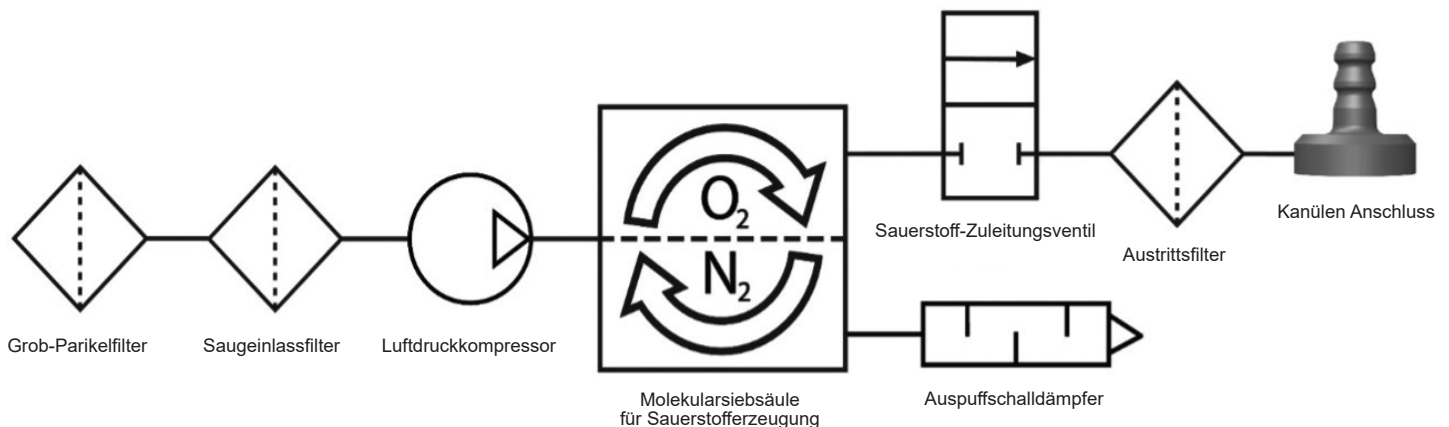 Grob-Parikelfilter
Saugeinlassfilter
Luftdruckkompressor
O2
N2
Molekularsiebsäule
für Sauerstofferzeugung
Sauerstoff-Zuleitungsventil
Austrittsfilter
Kanülen Anschluss
Auspuffschalldämpfer